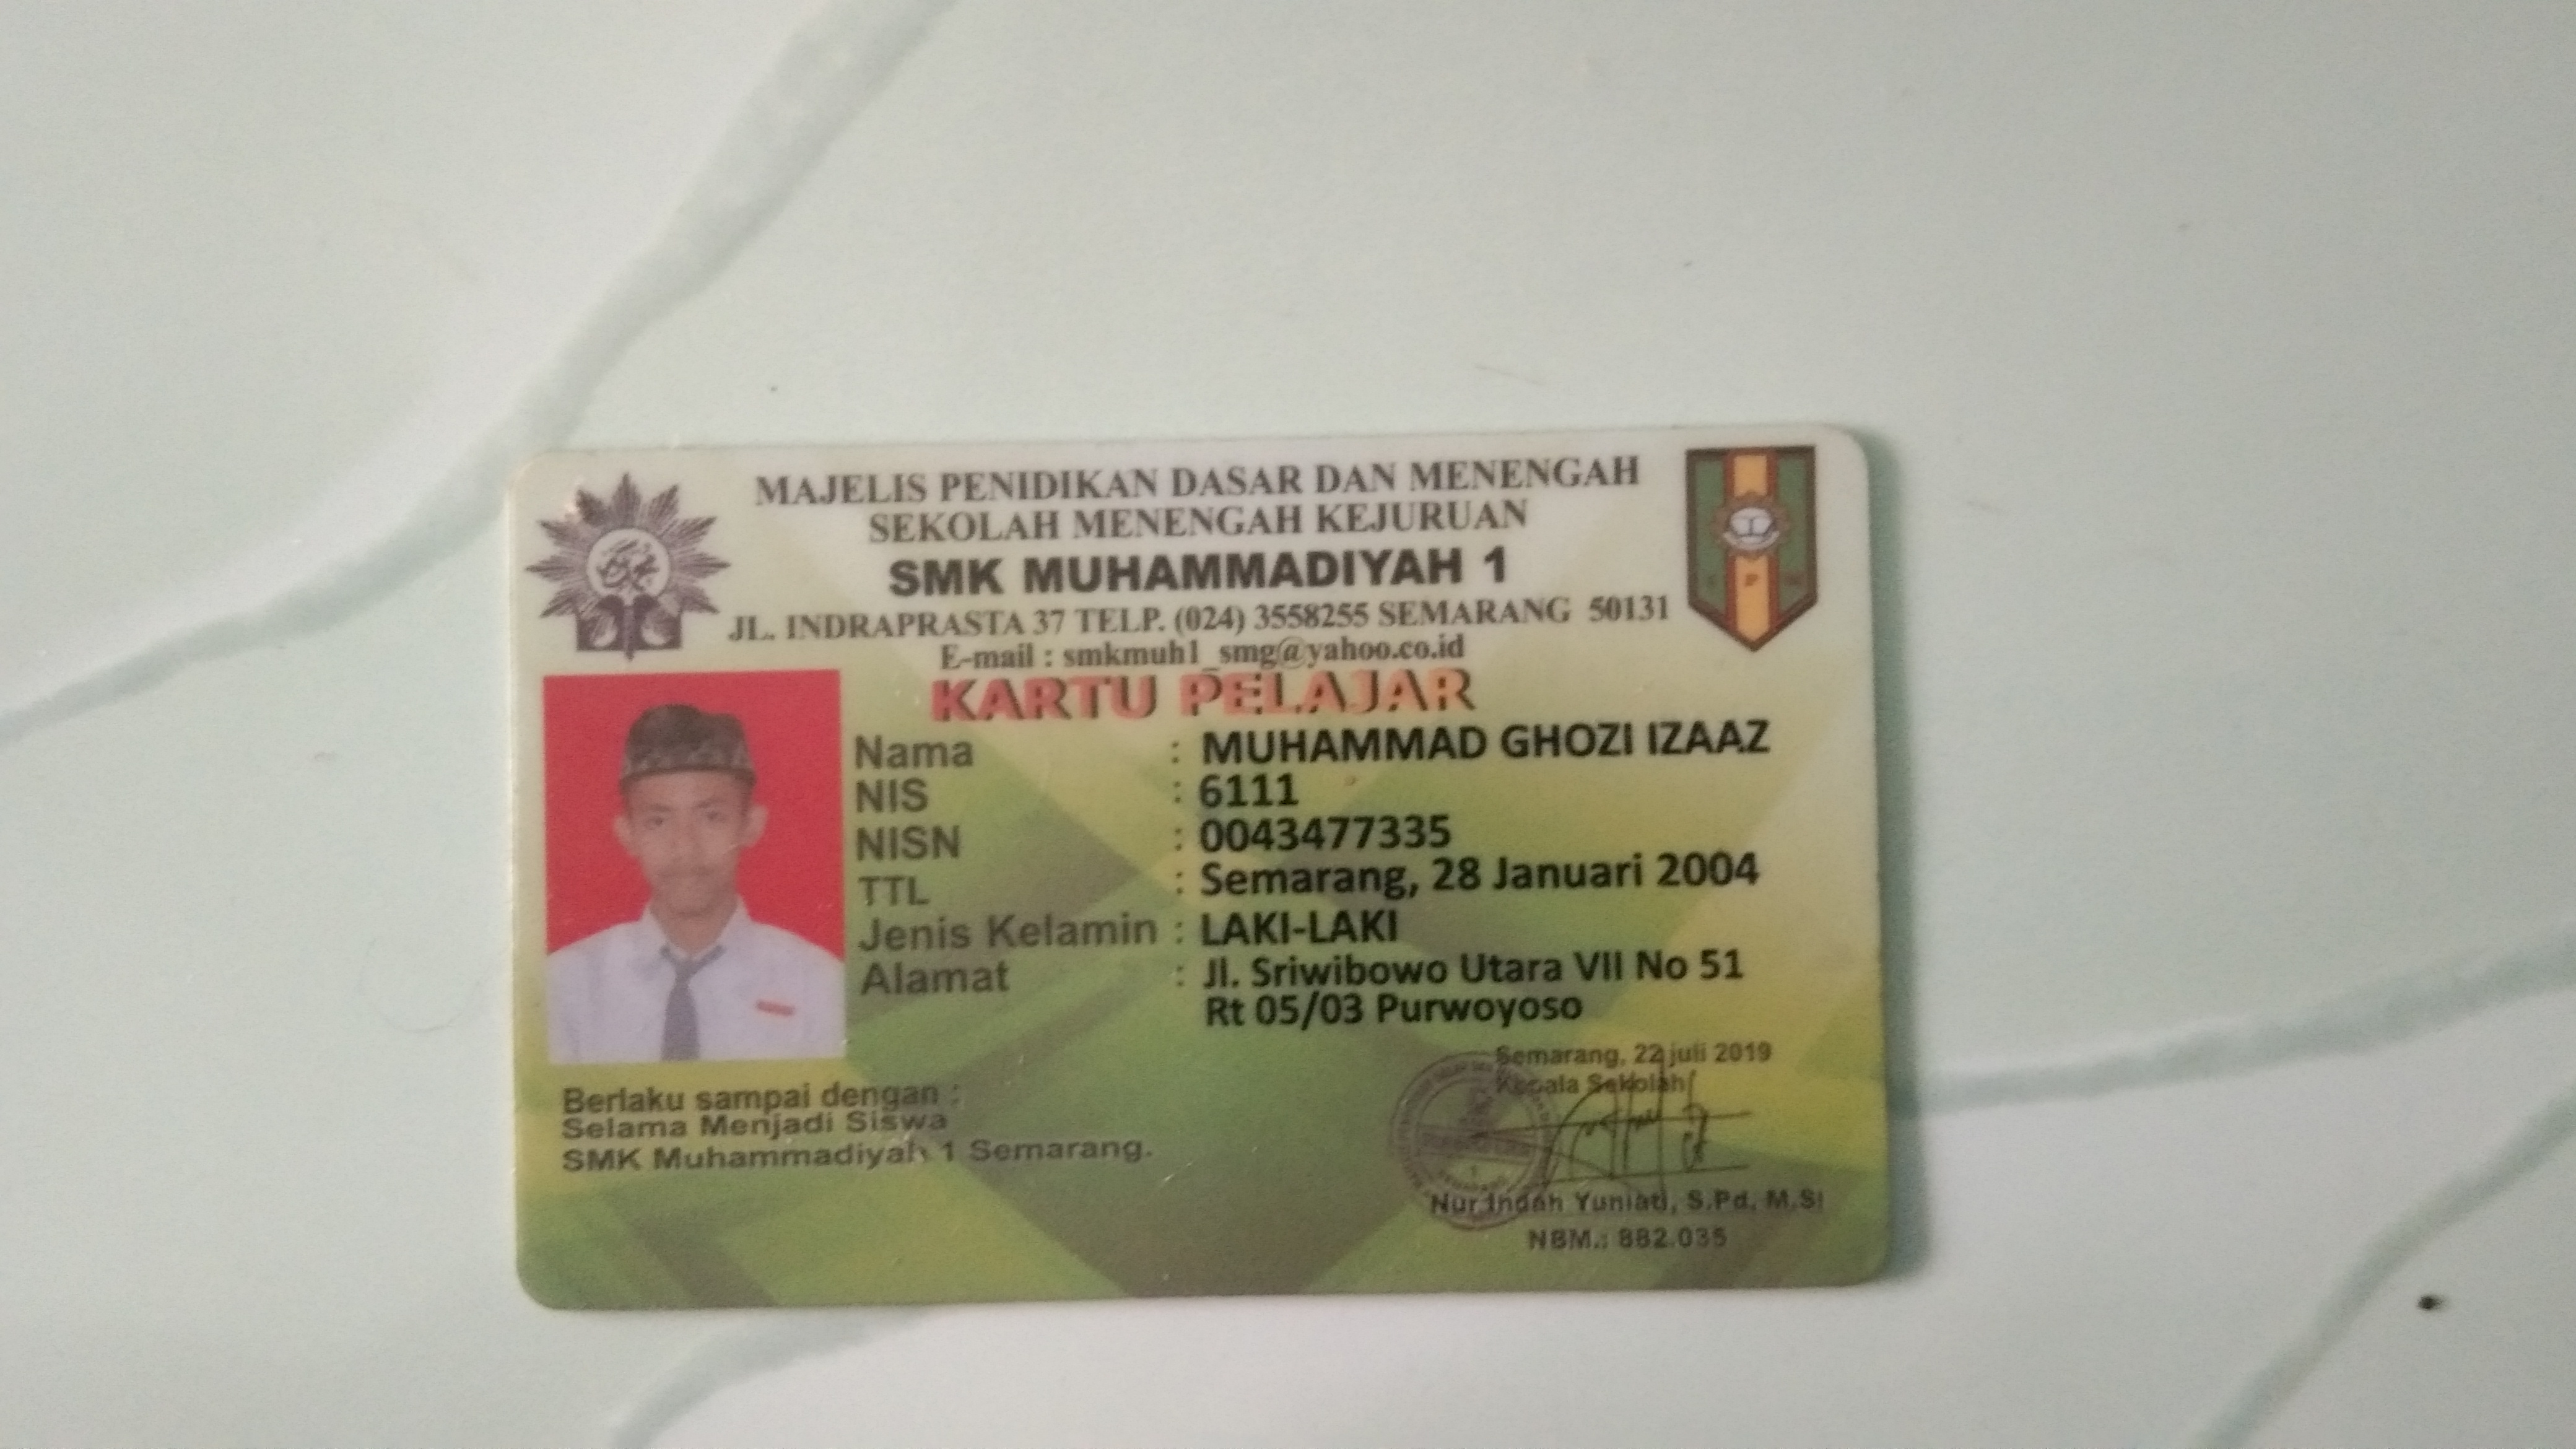 MAJELIS PENIDIKAN DASAR DAN MENENGAH
SEKOLAH MENENGAH KEJURUAN
SMK MUHAMMADIYAH 1
JL. INDRAPRASTA 37 TELP. (024) 3558255 SEMARANG 50131
E-mail : smkmuh1_smg@yahoo.co.id
KARTU PELAJAR
Nama : MUHAMMAD GHOZI IZAAZ
NIS : 6111
NISN : 0043477335
TTL : Semarang, 28 Januari 2004
Jenis Kelamin : LAKI-LAKI
Alamat : Jl. Sriwibowo Utara VII No 51
Rt 05/03 Purwoyoso
Berlaku sampai dengan :
Selama Menjadi Siswa
SMK Muhammadiyah 1 Semarang.
Semarang, 22 juli 2019
Kepala Sekolah
Nur Indah Yuniati, S.Pd, M.Si
NBM.: 882.035